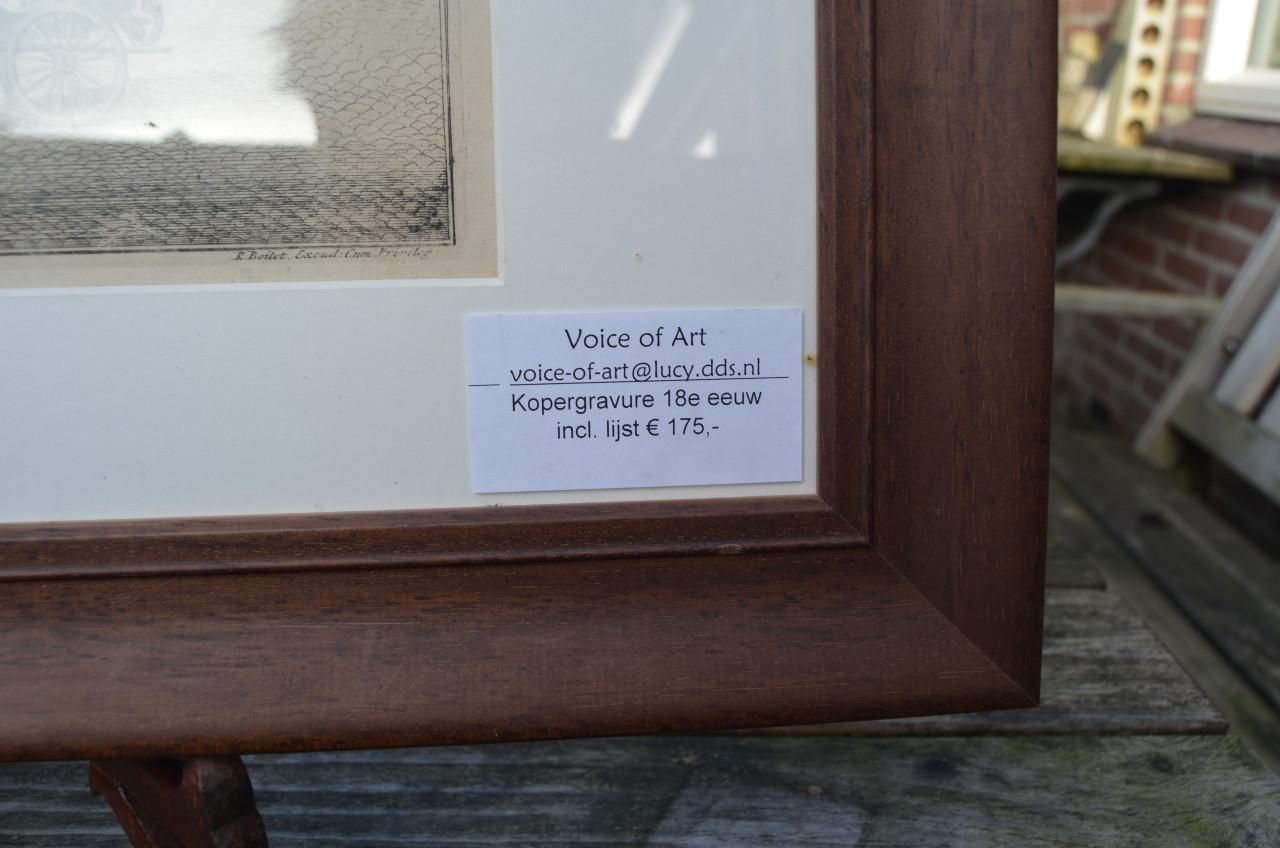 R. Boitet, Excud: Cum Privileg:
Voice of Art
voice-of-art@lucy.dds.nl
Kopergravure 18e eeuw
incl. lijst € 175,-